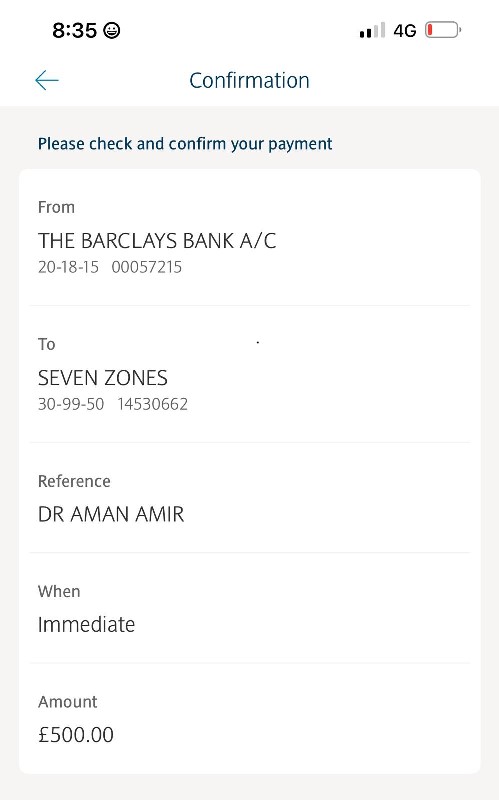 8:35 4G
Confirmation
Please check and confirm your payment
From
THE BARCLAYS BANK A/C
20-18-15 00057215
To
SEVEN ZONES
30-99-50 14530662
Reference
DR AMAN AMIR
When
Immediate
Amount
£500.00